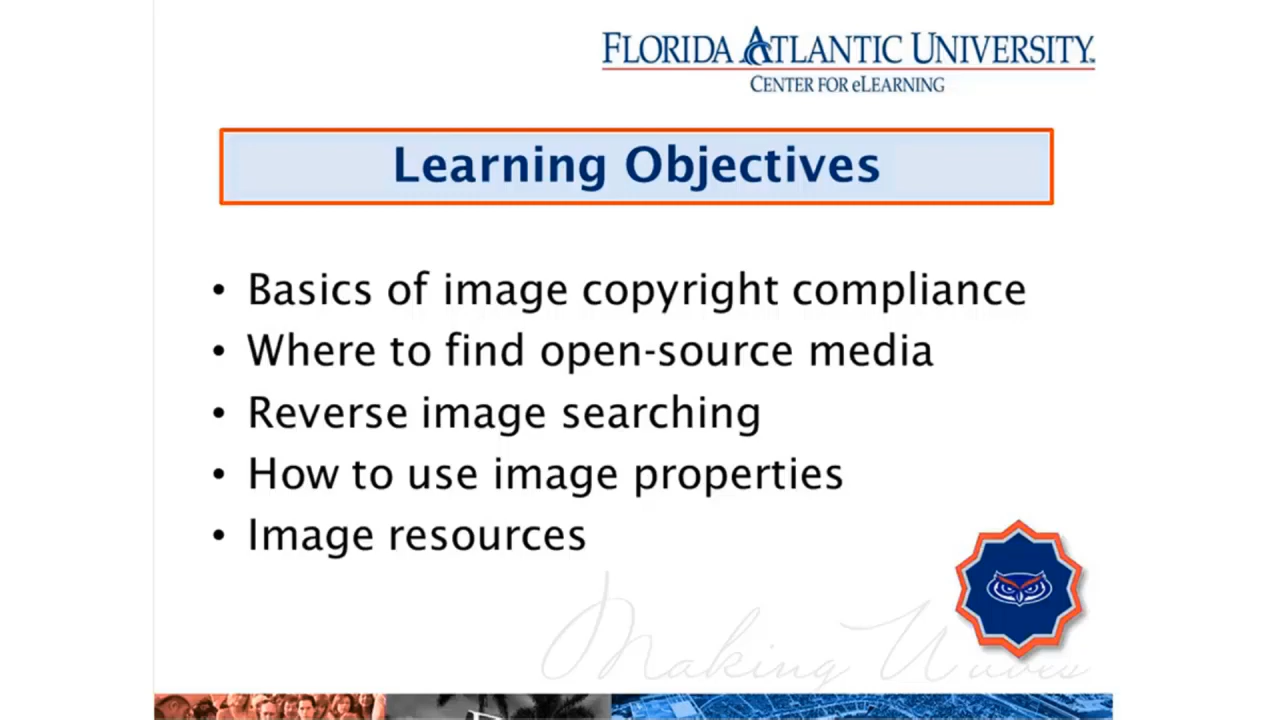 FLORIDA ATLANTIC UNIVERSITY™
CENTER FOR eLEARNING
Learning Objectives
• Basics of image copyright compliance
• Where to find open-source media
• Reverse image searching
• How to use image properties
• Image resources
Making Waves